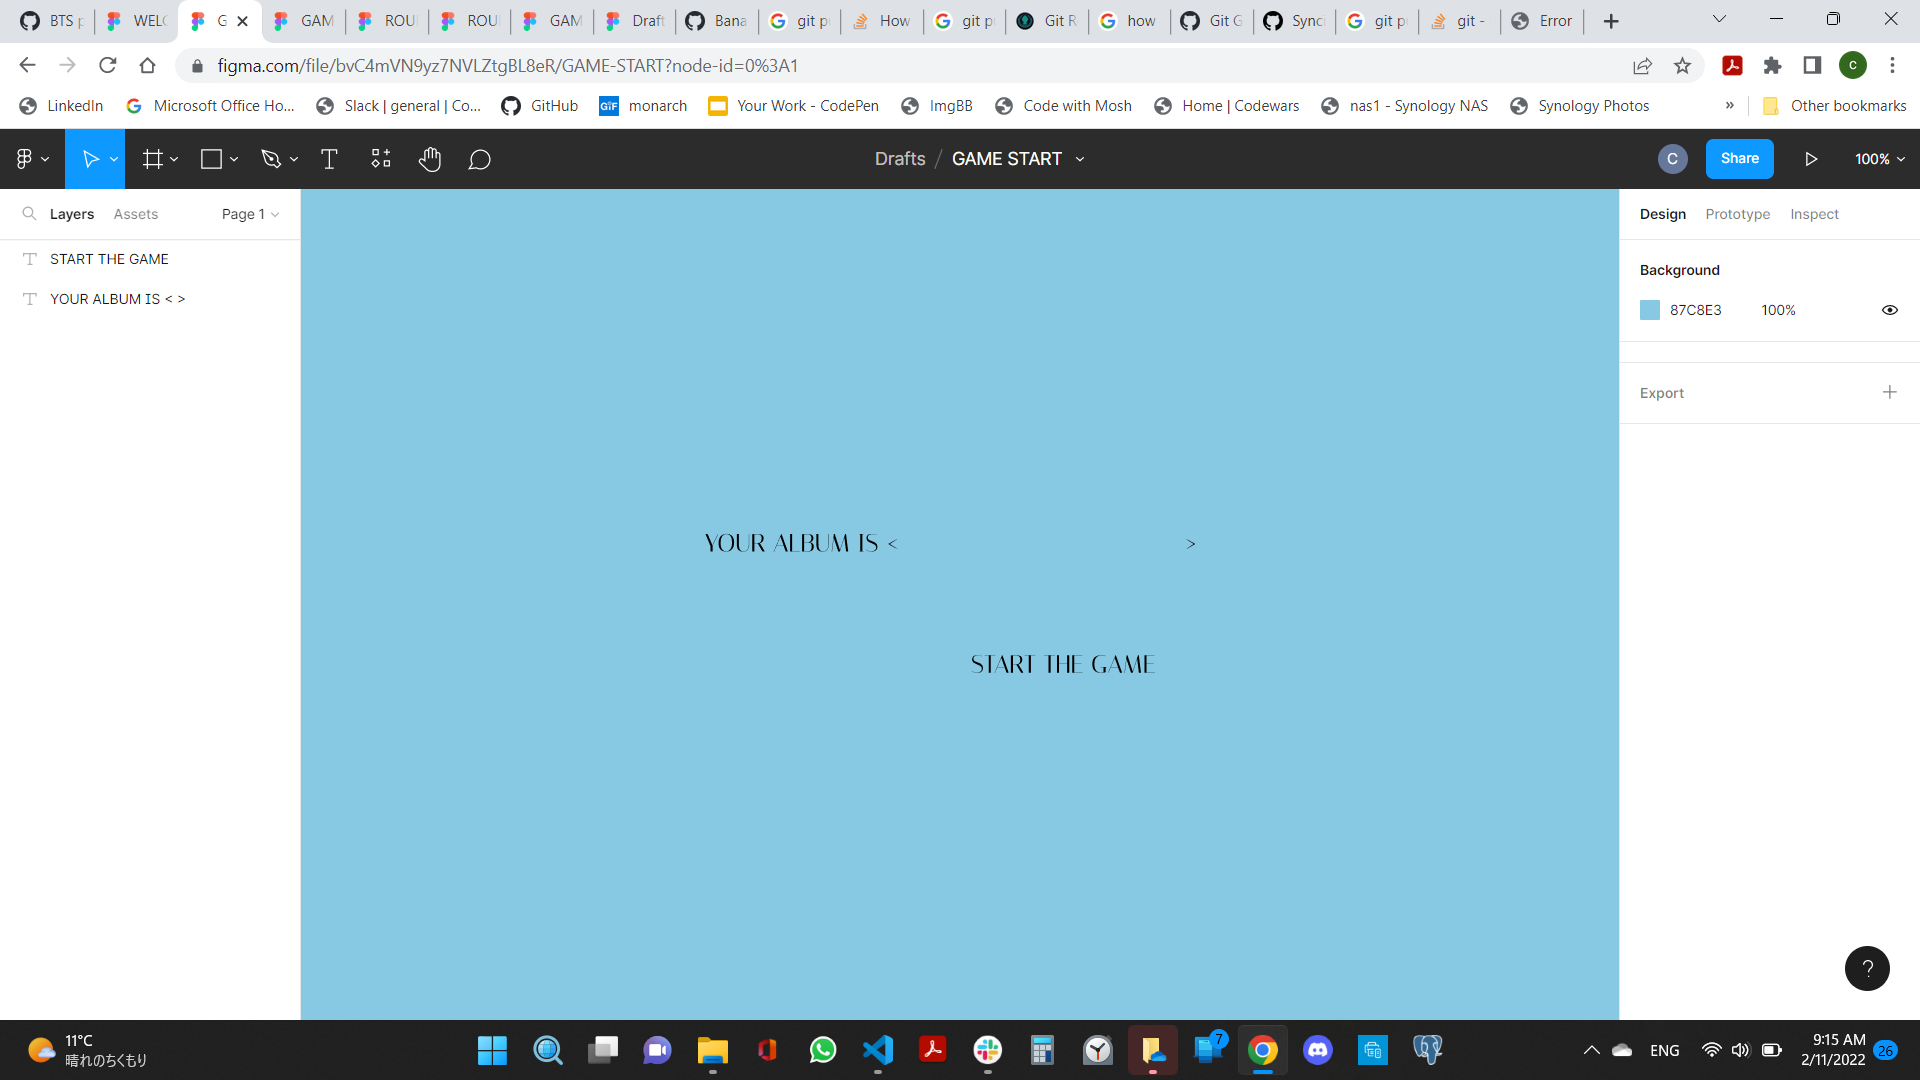 BTS p WELC G GAM ROU ROU GAM Draft Bana git p How git p Git R how Git G Synci git p git - Error
figma.com/file/bvC4mVN9yz7NVLZtgBL8eR/GAME-START?node-id=0%3A1 C
LinkedIn Microsoft Office Ho... Slack | general | Co... GitHub GIF monarch Your Work - CodePen ImgBB Code with Mosh Home | Codewars nas1 - Synology NAS Synology Photos » Other bookmarks
Drafts / GAME START C Share 100%
Layers Assets Page 1
START THE GAME
YOUR ALBUM IS < >
YOUR ALBUM IS < >
START THE GAME
Design Prototype Inspect
Background
87C8E3 100%
Export
?
11°C
晴れのちくもり
7
ENG
9:15 AM
2/11/2022 26